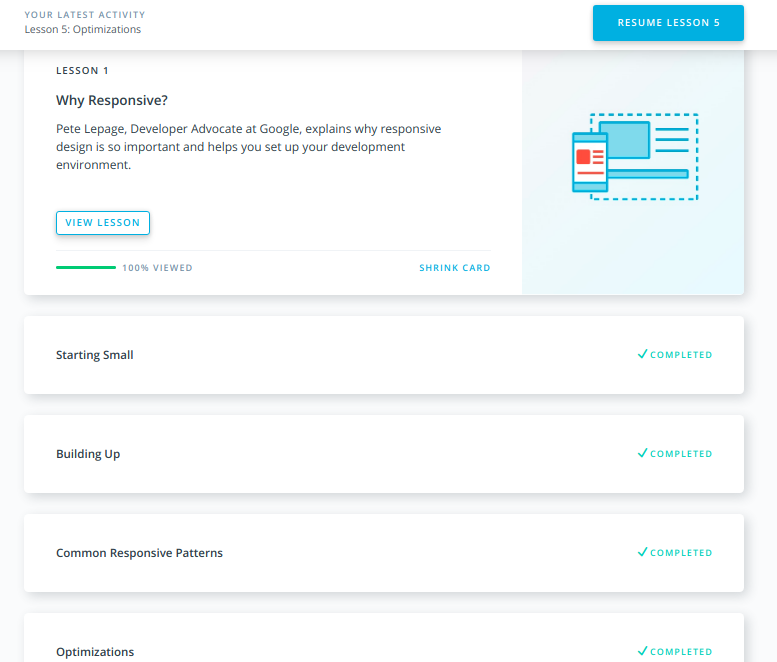 YOUR LATEST ACTIVITY
Lesson 5: Optimizations
RESUME LESSON 5
LESSON 1
Why Responsive?
Pete Lepage, Developer Advocate at Google, explains why responsive
design is so important and helps you set up your development
environment.
VIEW LESSON
100% VIEWED
SHRINK CARD
Starting Small
COMPLETED
Building Up
COMPLETED
Common Responsive Patterns
COMPLETED
Optimizations
COMPLETED